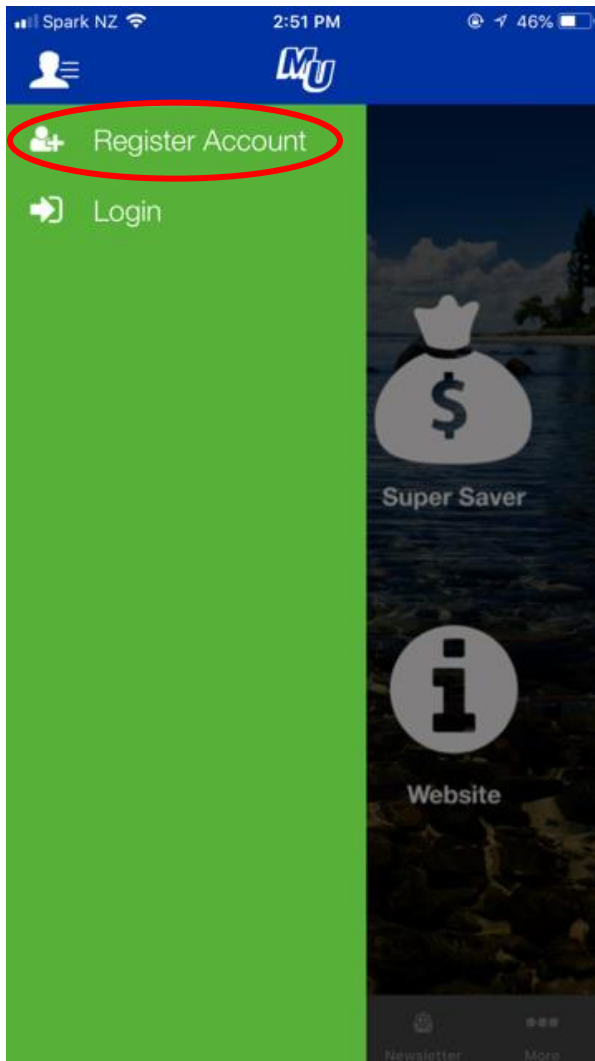 Spark NZ 2:51 PM 46%
MU
Register Account
Login
$
Super Saver
i
Website
Newsletter More